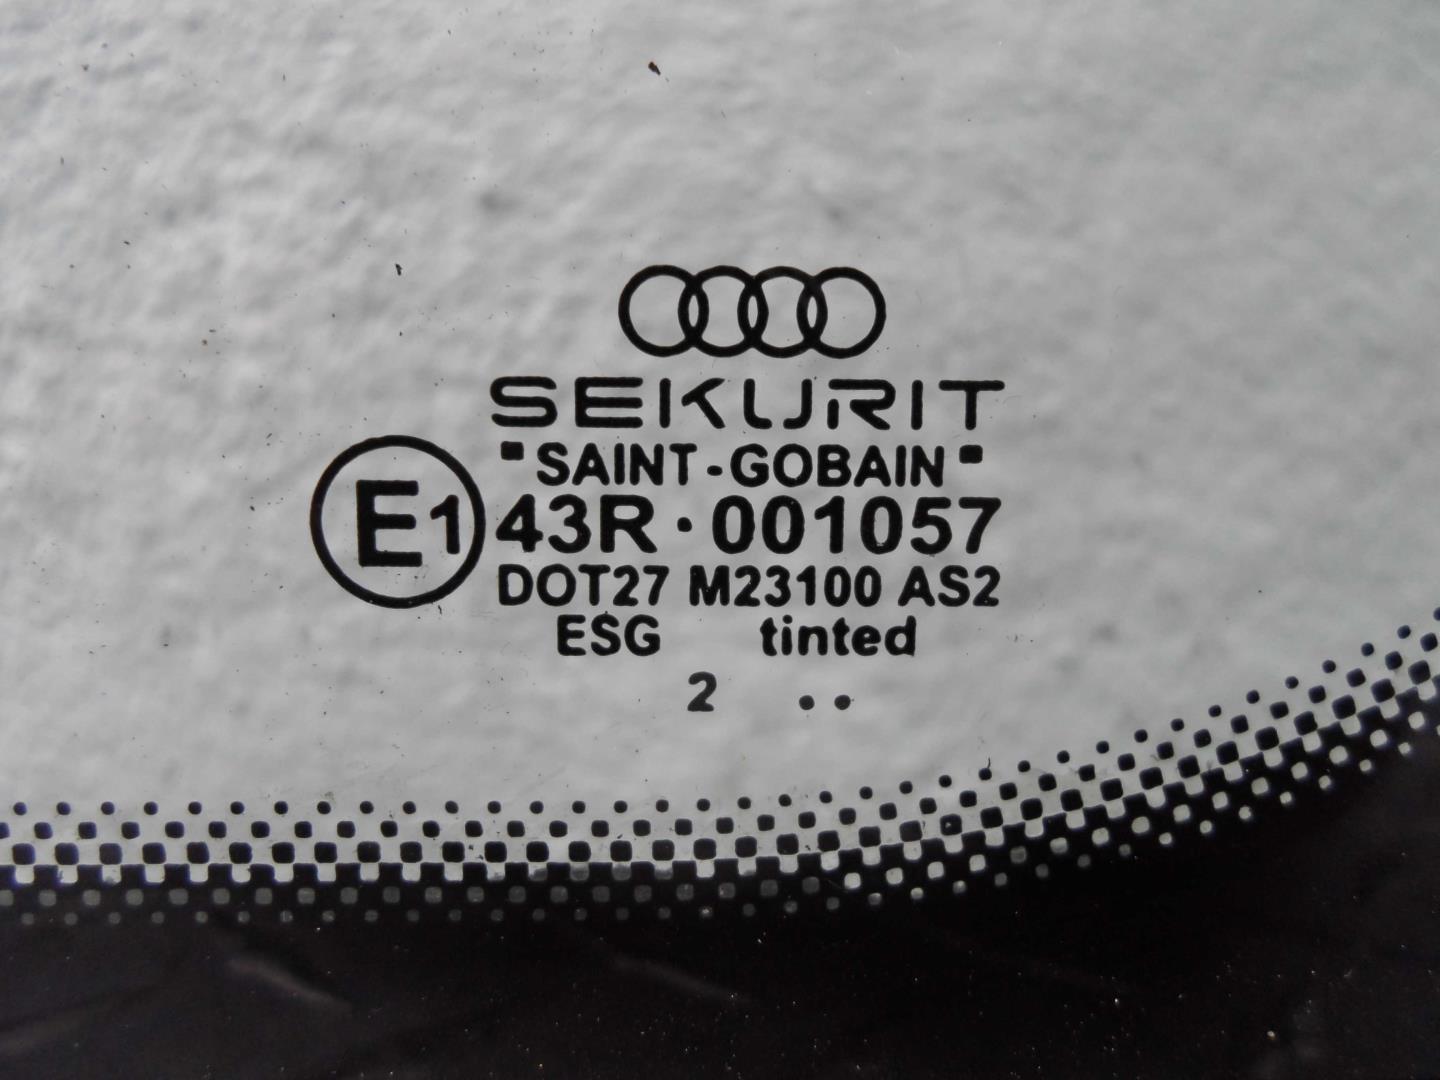 SEKURIT
"SAINT-GOBAIN"
E1 43R·001057
DOT27 M23100 AS2
ESG tinted
2 ..